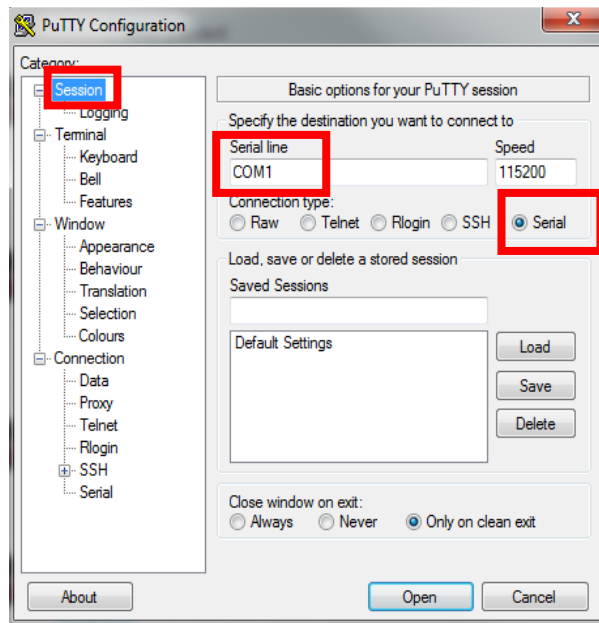 PuTTY Configuration
Category:
Session
Logging
Terminal
Keyboard
Bell
Features
Window
Appearance
Behaviour
Translation
Selection
Colours
Connection
Data
Proxy
Telnet
Rlogin
SSH
Serial
Basic options for your PuTTY session
Specify the destination you want to connect to
Serial line Speed
COM1 115200
Connection type:
Raw Telnet Rlogin SSH Serial
Load, save or delete a stored session
Saved Sessions
Default Settings
Load
Save
Delete
Close window on exit:
Always Never Only on clean exit
About Open Cancel